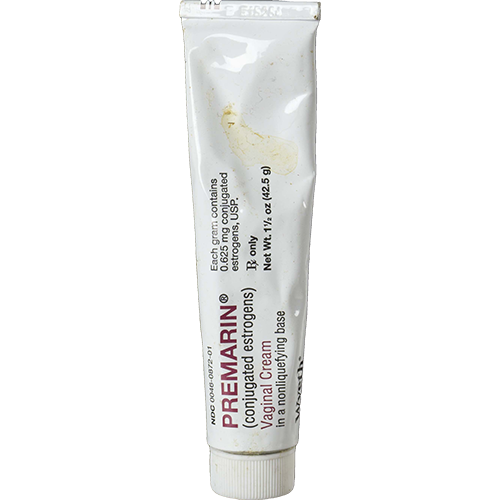 Each gram contains
0.625 mg conjugated
estrogens, USP.
℞ only
Net Wt. 1½ oz (42.5 g)
NDC 0046-0872-01
PREMARIN®
(conjugated estrogens)
Vaginal Cream
in a nonliquefying base
Wyeth®